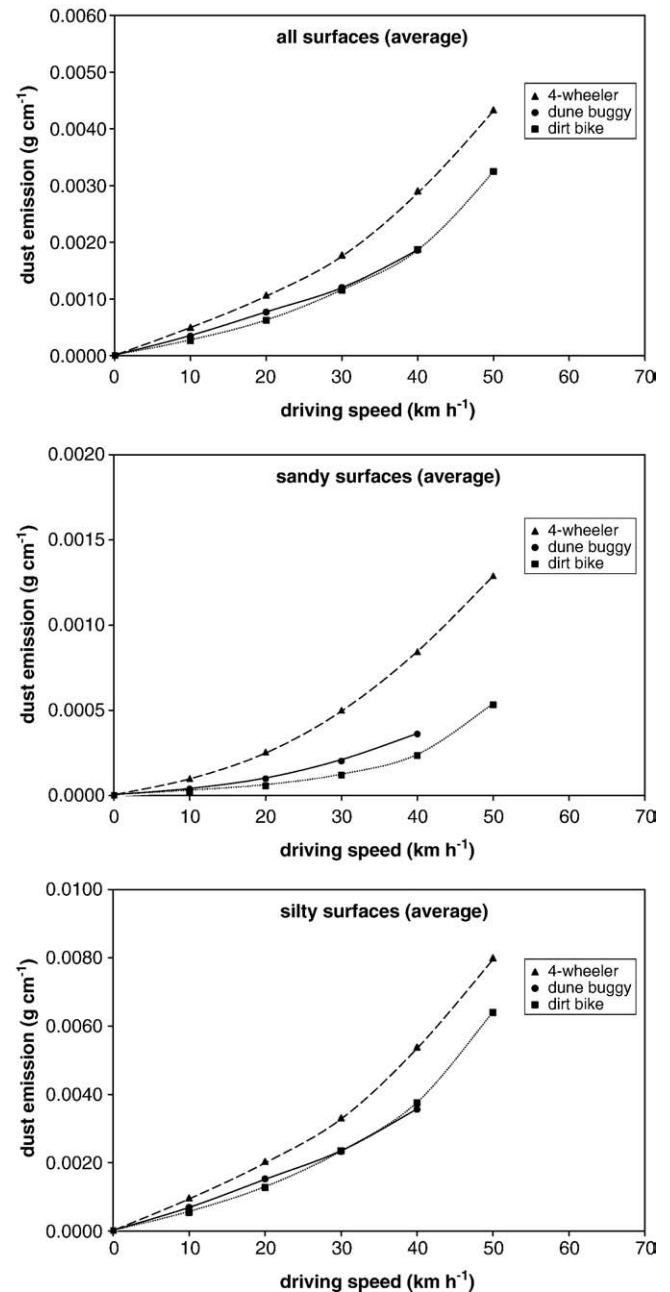 all surfaces (average)
0.0060
0.0050
0.0040
0.0030
0.0020
0.0010
0.0000
dust emission (g cm⁻¹)
4-wheeler
dune buggy
dirt bike
0 10 20 30 40 50 60 70
driving speed (km h⁻¹)
sandy surfaces (average)
0.0020
0.0015
0.0010
0.0005
0.0000
dust emission (g cm⁻¹)
4-wheeler
dune buggy
dirt bike
0 10 20 30 40 50 60 70
driving speed (km h⁻¹)
silty surfaces (average)
0.0100
0.0080
0.0060
0.0040
0.0020
0.0000
dust emission (g cm⁻¹)
4-wheeler
dune buggy
dirt bike
0 10 20 30 40 50 60 70
driving speed (km h⁻¹)